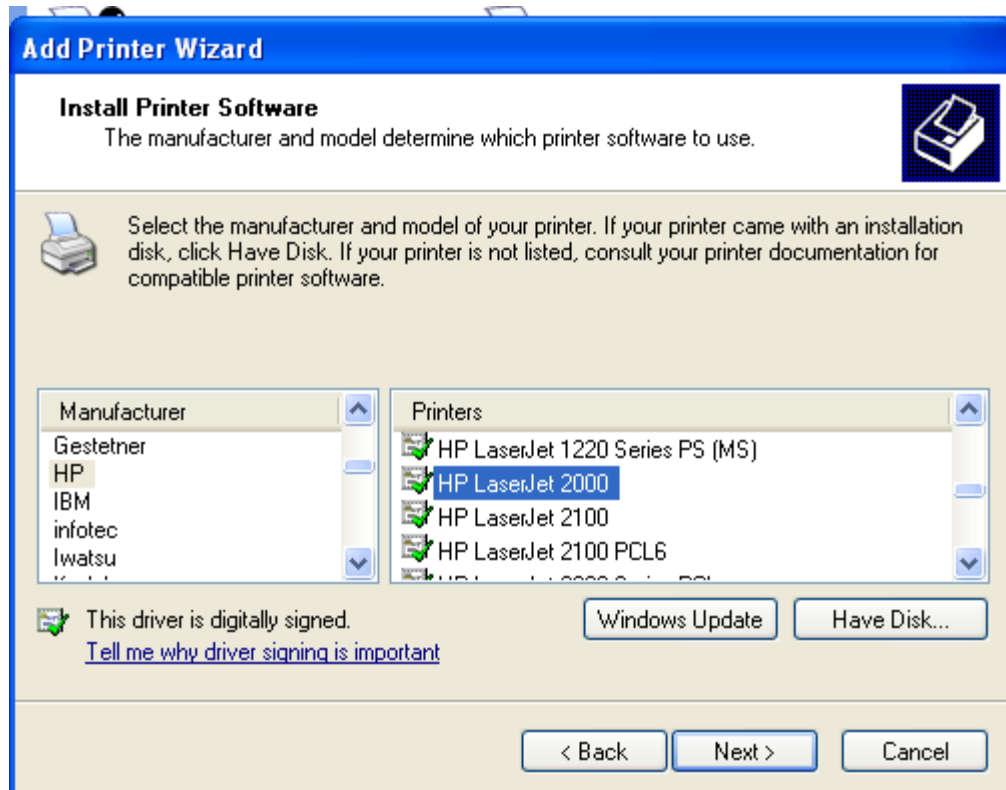 Add Printer Wizard
Install Printer Software
The manufacturer and model determine which printer software to use.
Select the manufacturer and model of your printer. If your printer came with an installation
disk, click Have Disk. If your printer is not listed, consult your printer documentation for
compatible printer software.
Manufacturer
Gestetner
HP
IBM
infotec
Iwatsu
Printers
HP LaserJet 1220 Series PS (MS)
HP LaserJet 2000
HP LaserJet 2100
HP LaserJet 2100 PCL6
This driver is digitally signed.
Tell me why driver signing is important
Windows Update
Have Disk...
< Back
Next >
Cancel